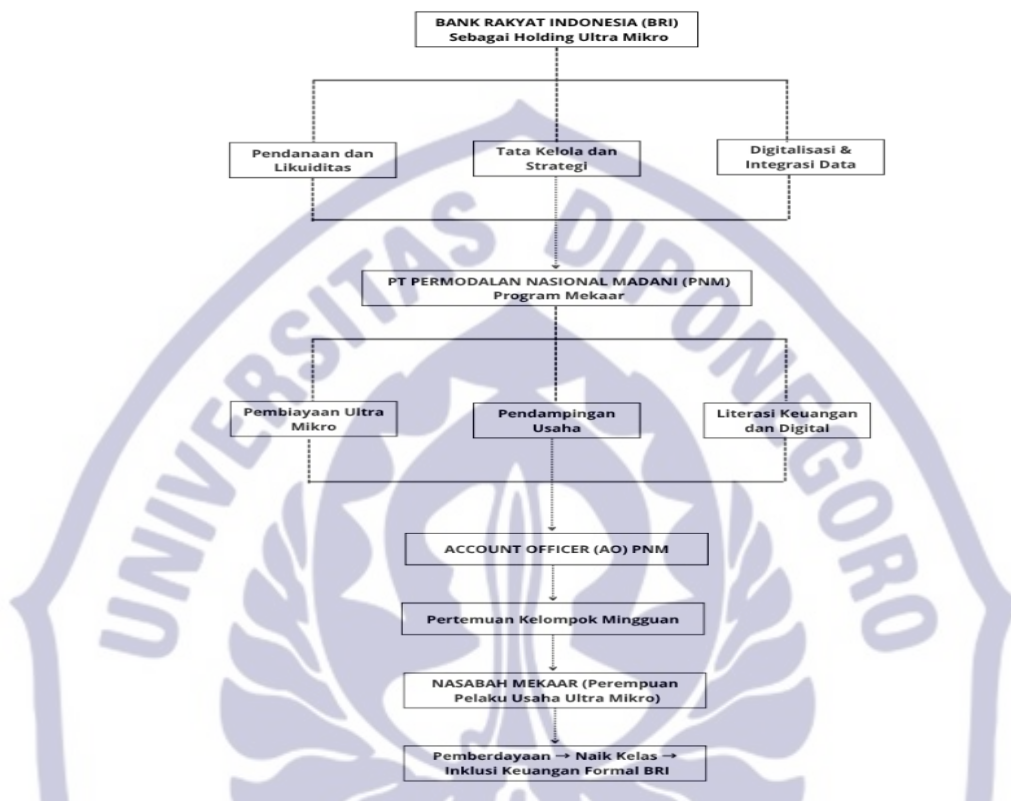 BANK RAKYAT INDONESIA (BRI)
Sebagai Holding Ultra Mikro
Pendanaan dan
Likuiditas
Tata Kelola dan
Strategi
Digitalisasi &
Integrasi Data
PT PERMODALAN NASIONAL MADANI (PNM)
Program Mekaar
Pembiayaan Ultra
Mikro
Pendampingan
Usaha
Literasi Keuangan
dan Digital
ACCOUNT OFFICER (AO) PNM
Pertemuan Kelompok Mingguan
NASABAH MEKAAR (Perempuan
Pelaku Usaha Ultra Mikro)
Pemberdayaan → Naik Kelas →
Inklusi Keuangan Formal BRI
UNIVERSITAS DIPONEGORO